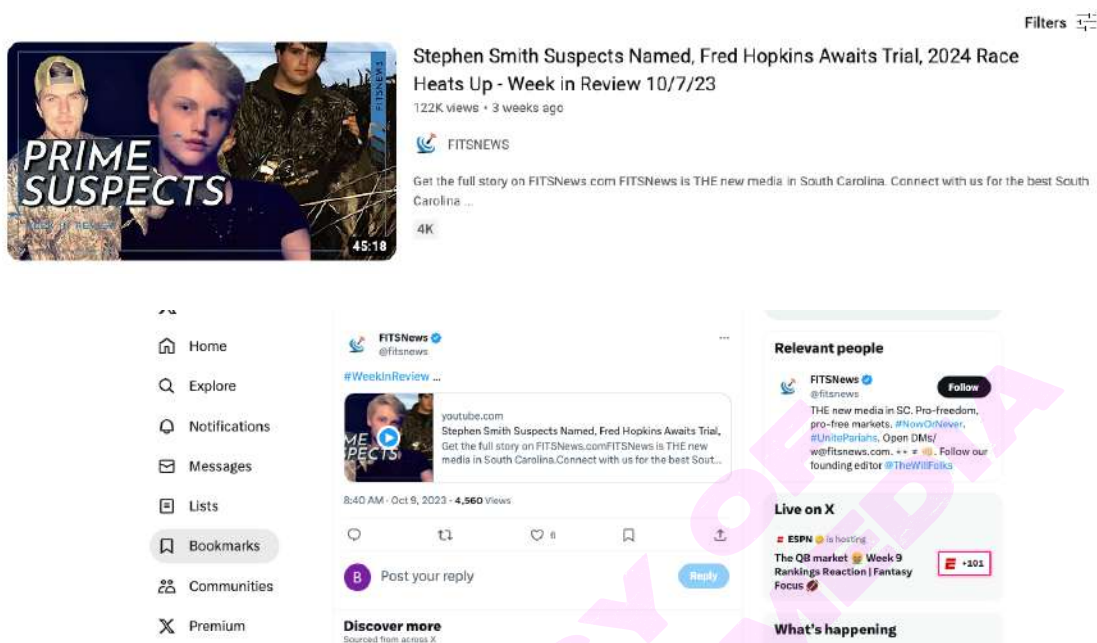 Filters
Stephen Smith Suspects Named, Fred Hopkins Awaits Trial, 2024 Race
Heats Up - Week in Review 10/7/23
122K views • 3 weeks ago
FITSNEWS
Get the full story on FITSNews.com FITSNews is THE new media in South Carolina. Connect with us for the best South
Carolina ...
4K
FITSNEWS
PRIME
SUSPECTS
WEEK IN REVIEW
45:18
Home
Explore
Notifications
Messages
Lists
Bookmarks
Communities
Premium
FITSNews
@fitsnews
#WeekInReview ...
ME
SPECTS
youtube.com
Stephen Smith Suspects Named, Fred Hopkins Awaits Trial,
Get the full story on FITSNews.comFITSNews is THE new
media in South Carolina.Connect with us for the best Sout...
8:40 AM · Oct 9, 2023 · 4,560 Views
6
B
Post your reply
Reply
Discover more
Sourced from across X
Relevant people
FITSNews
@fitsnews
Follow
THE new media in SC. Pro-freedom,
pro-free markets. #NowOrNever,
#UnitePariahs. Open DMs/
w@fitsnews.com. 👀 ≠ 👊. Follow our
founding editor @TheWillFolks
Live on X
ESPN is hosting
The QB market Week 9
Rankings Reaction | Fantasy
Focus
+101
What's happening
OF
MEDIA